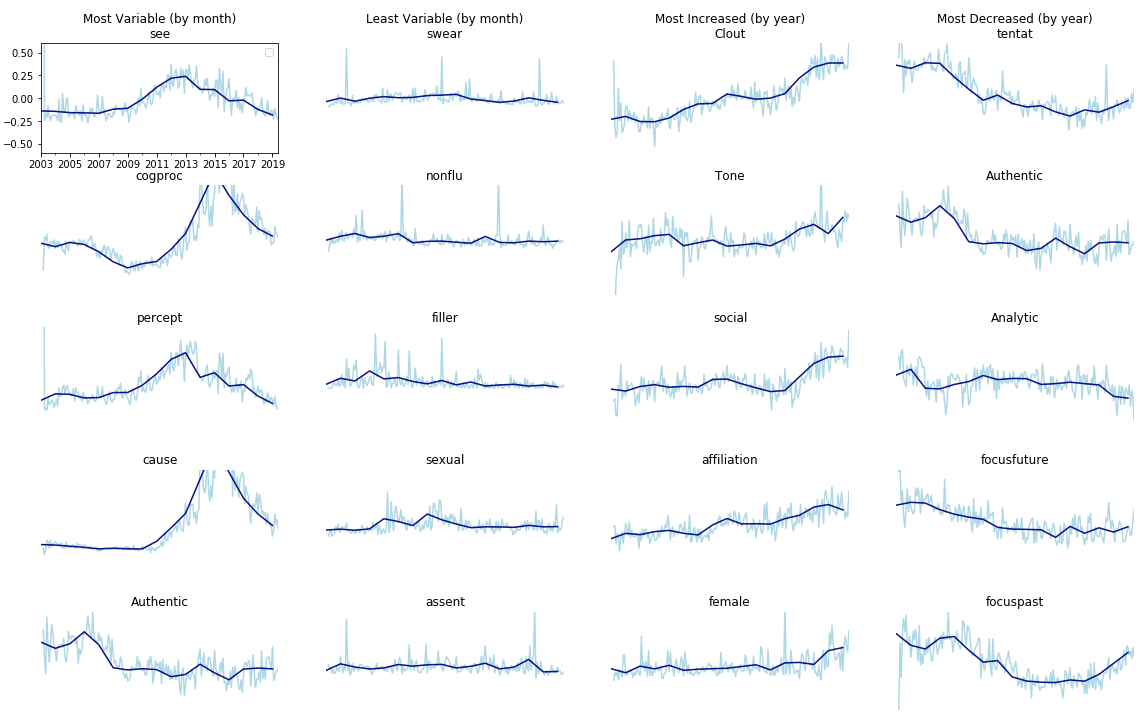 Most Variable (by month)
see
Least Variable (by month)
swear
Most Increased (by year)
Clout
Most Decreased (by year)
tentat
0.50
0.25
0.00
−0.25
−0.50
2003 2005 2007 2009 2011 2013 2015 2017 2019
cogproc
nonflu
Tone
Authentic
percept
filler
social
Analytic
cause
sexual
affiliation
focusfuture
Authentic
assent
female
focuspast